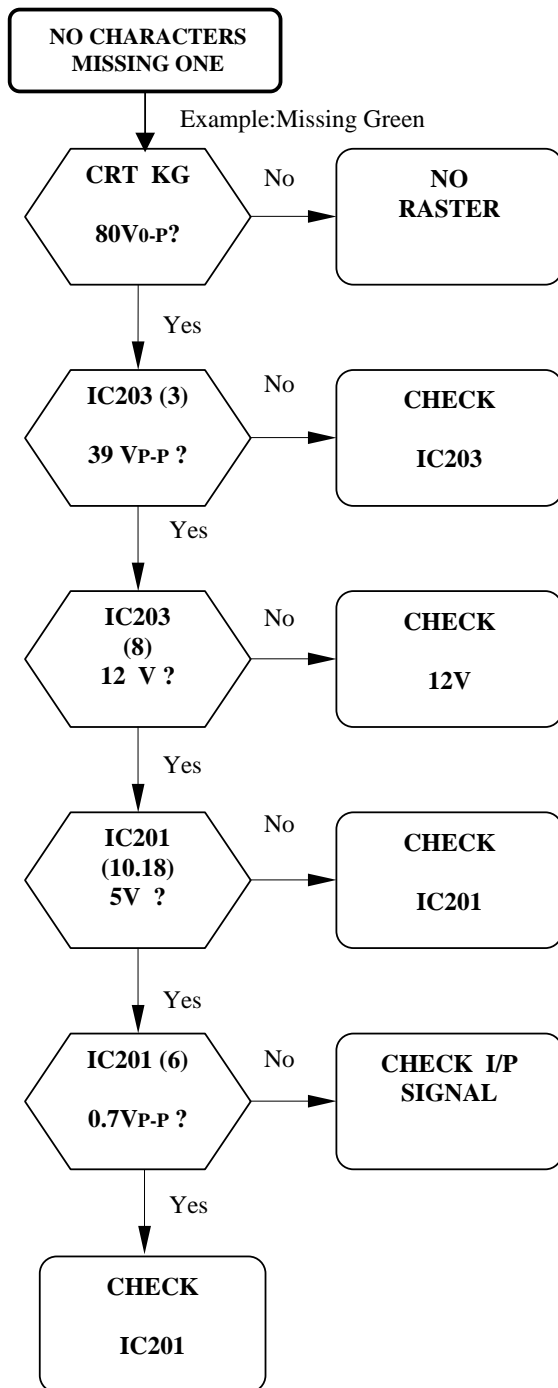 NO CHARACTERS
MISSING ONE
Example:Missing Green
CRT KG
80V0-P?
No
NO
RASTER
Yes
IC203 (3)
39 VP-P ?
No
CHECK
IC203
Yes
IC203
(8)
12 V ?
No
CHECK
12V
Yes
IC201
(10.18)
5V ?
No
CHECK
IC201
Yes
IC201 (6)
0.7VP-P ?
No
CHECK I/P
SIGNAL
Yes
CHECK
IC201